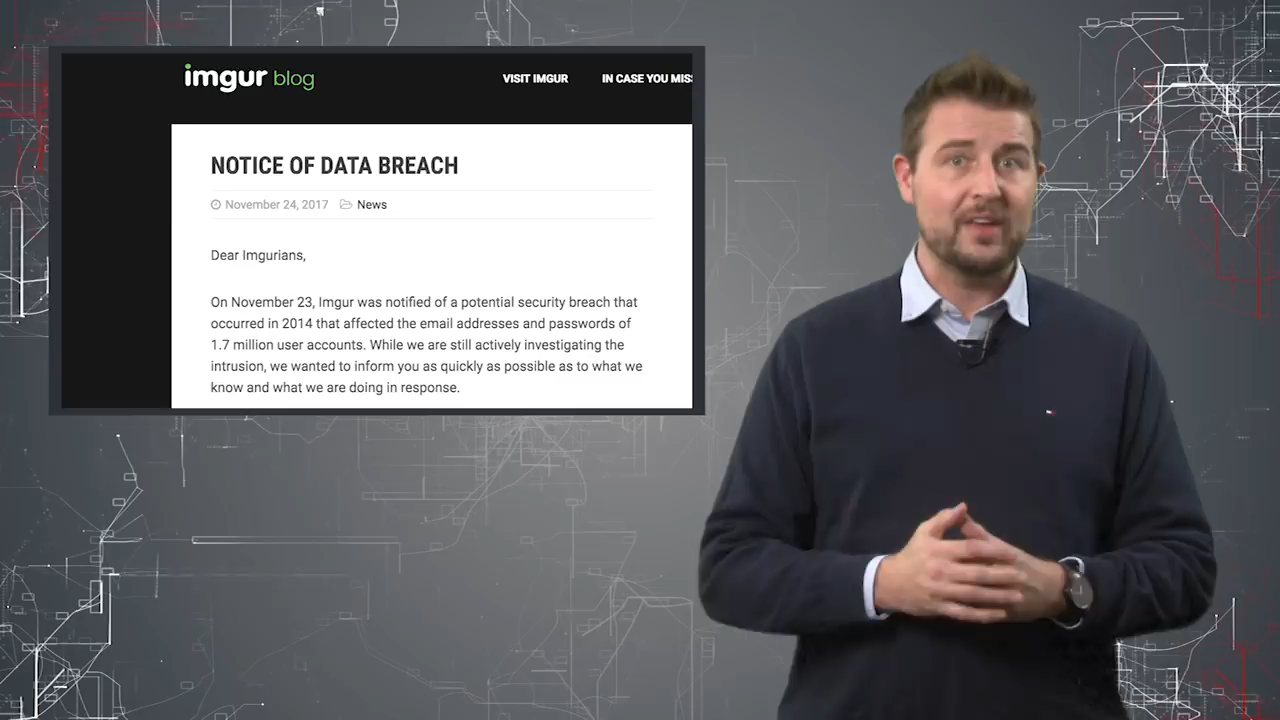 imgur blog
VISIT IMGUR
IN CASE YOU MIS
NOTICE OF DATA BREACH
November 24, 2017 News
Dear Imgurians,
On November 23, Imgur was notified of a potential security breach that
occurred in 2014 that affected the email addresses and passwords of
1.7 million user accounts. While we are still actively investigating the
intrusion, we wanted to inform you as quickly as possible as to what we
know and what we are doing in response.